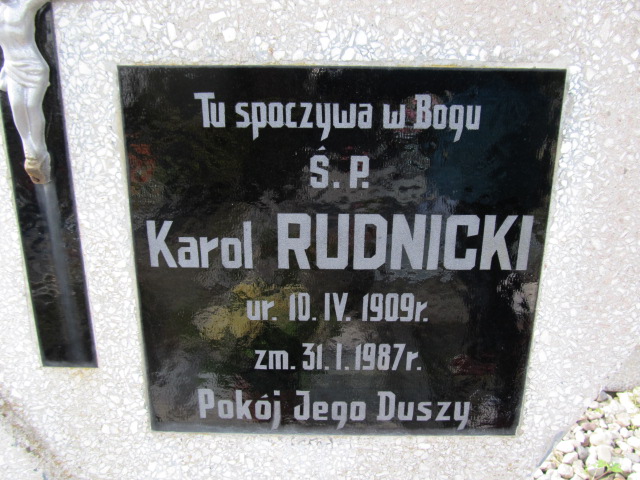 Tu spoczywa w Bogu
Ś. P.
Karol RUDNICKI
ur. 10. IV. 1909r.
zm. 31. I. 1987r.
Pokój Jego Duszy